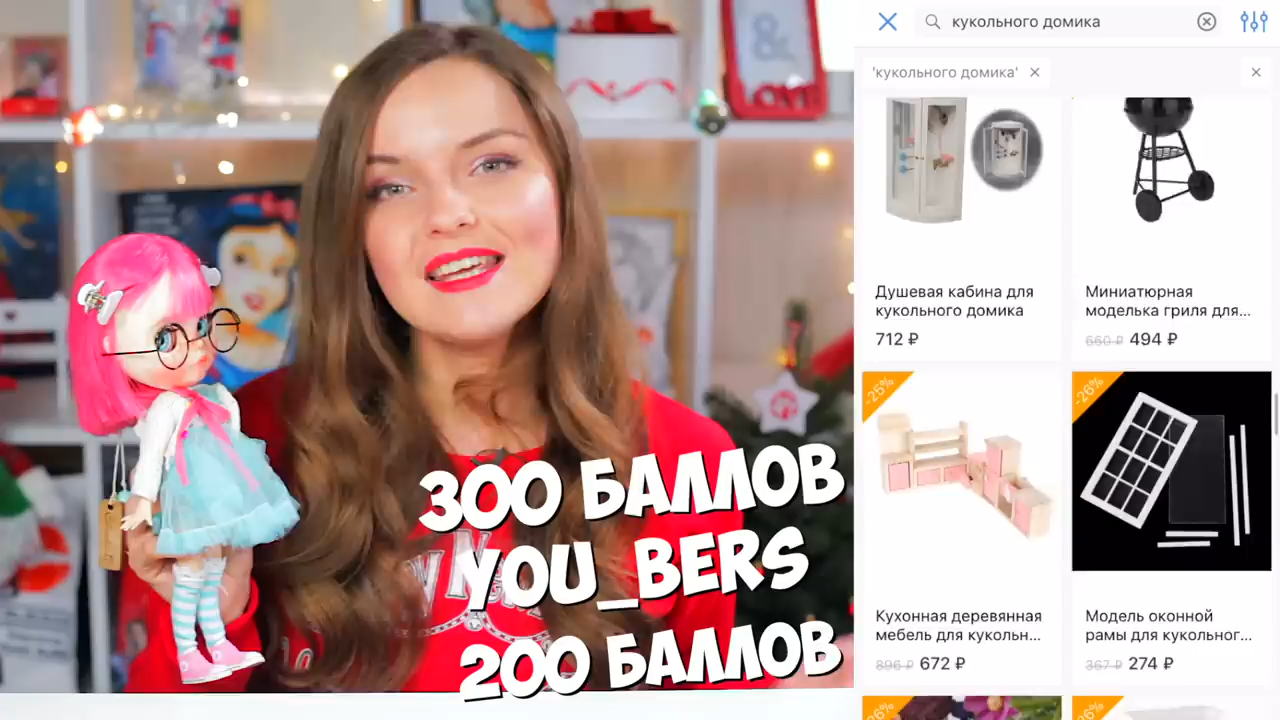 300 БАЛЛОВ
YOU_BERS
200 БАЛЛОВ
кукольного домика
'кукольного домика'
Душевая кабина для
кукольного домика
712 ₽
Миниатюрная
моделька гриля для...
660 ₽ 494 ₽
-25%
Кухонная деревянная
мебель для кукольн...
896 ₽ 672 ₽
-26%
Модель оконной
рамы для кукольног...
367 ₽ 274 ₽